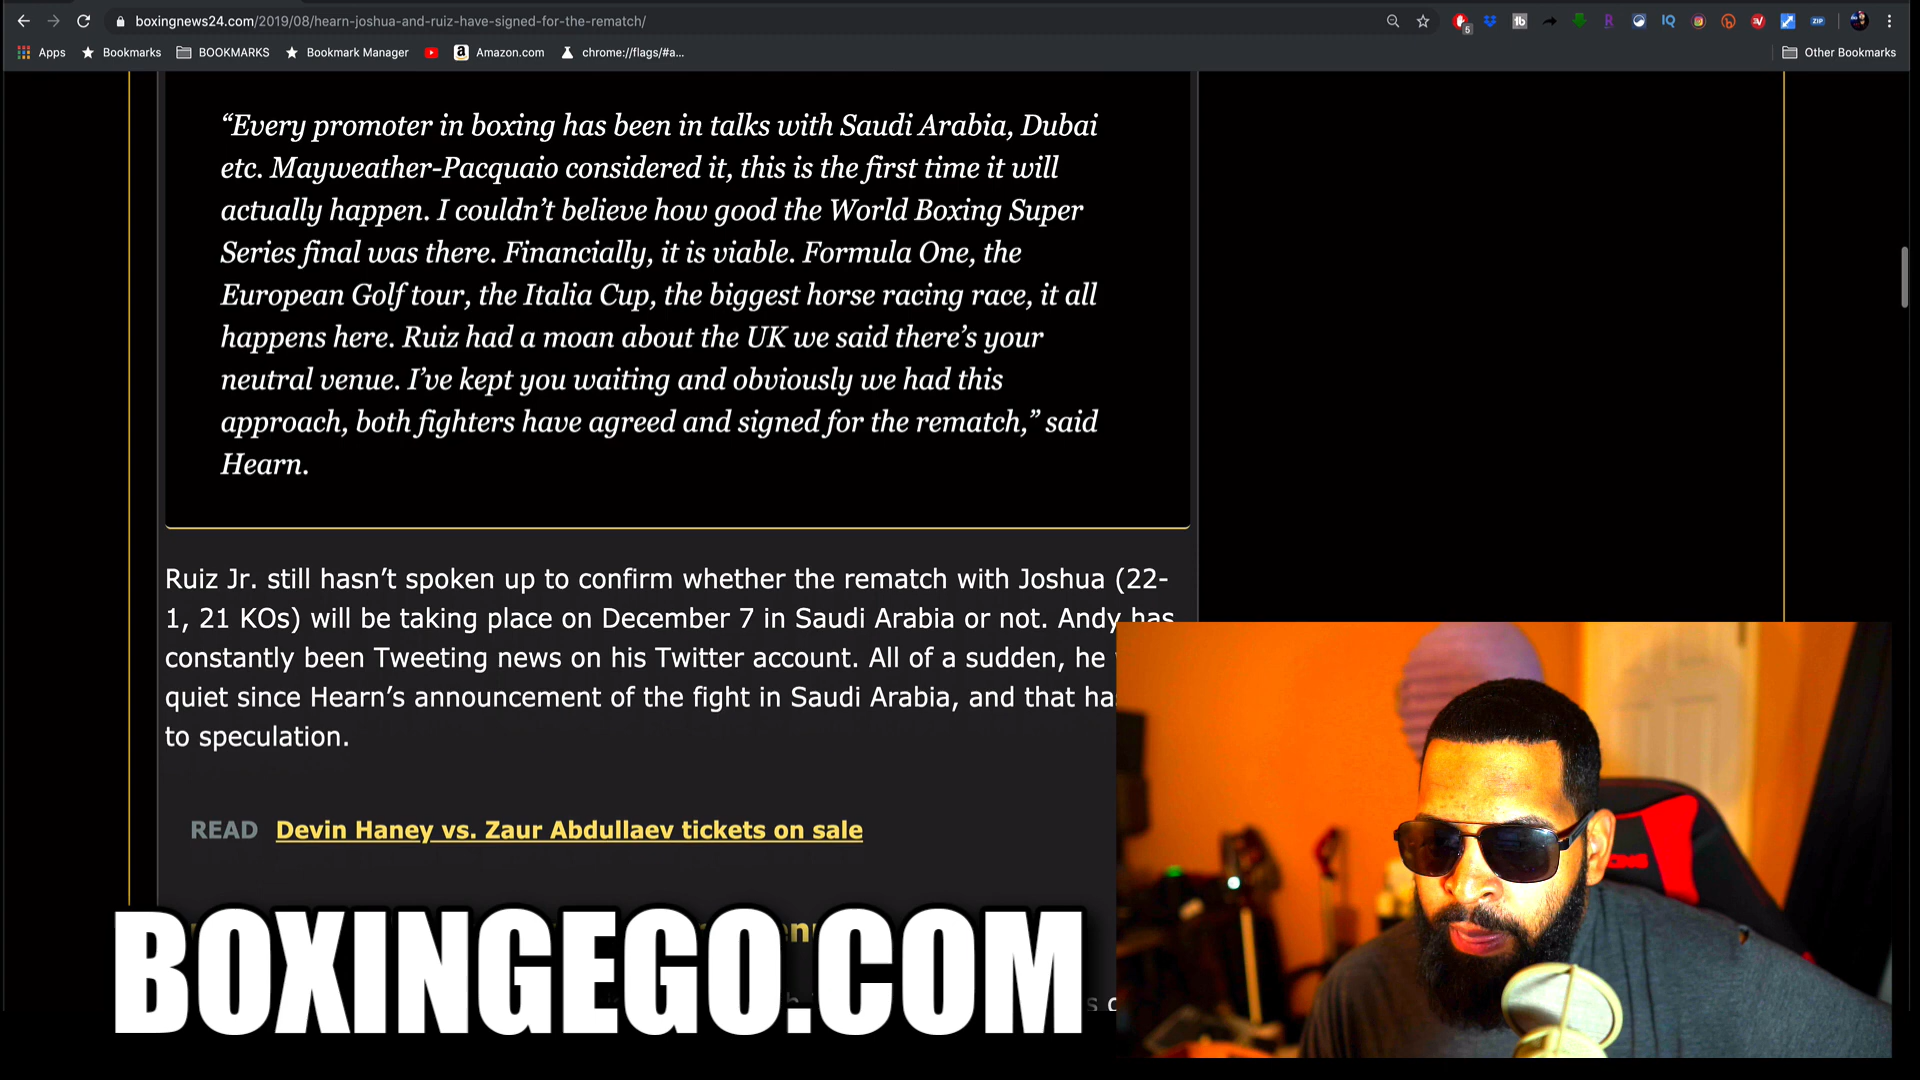 boxingnews24.com/2019/08/hearn-joshua-and-ruiz-have-signed-for-the-rematch/
Apps
Bookmarks
BOOKMARKS
Bookmark Manager
Amazon.com
chrome://flags/#a...
Other Bookmarks
“Every promoter in boxing has been in talks with Saudi Arabia, Dubai
etc. Mayweather-Pacquaio considered it, this is the first time it will
actually happen. I couldn’t believe how good the World Boxing Super
Series final was there. Financially, it is viable. Formula One, the
European Golf tour, the Italia Cup, the biggest horse racing race, it all
happens here. Ruiz had a moan about the UK we said there’s your
neutral venue. I’ve kept you waiting and obviously we had this
approach, both fighters have agreed and signed for the rematch,” said
Hearn.
Ruiz Jr. still hasn’t spoken up to confirm whether the rematch with Joshua (22-
1, 21 KOs) will be taking place on December 7 in Saudi Arabia or not. Andy has
constantly been Tweeting news on his Twitter account. All of a sudden, he
quiet since Hearn’s announcement of the fight in Saudi Arabia, and that
to speculation.
READ Devin Haney vs. Zaur Abdullaev tickets on sale
BOXINGEGO.COM